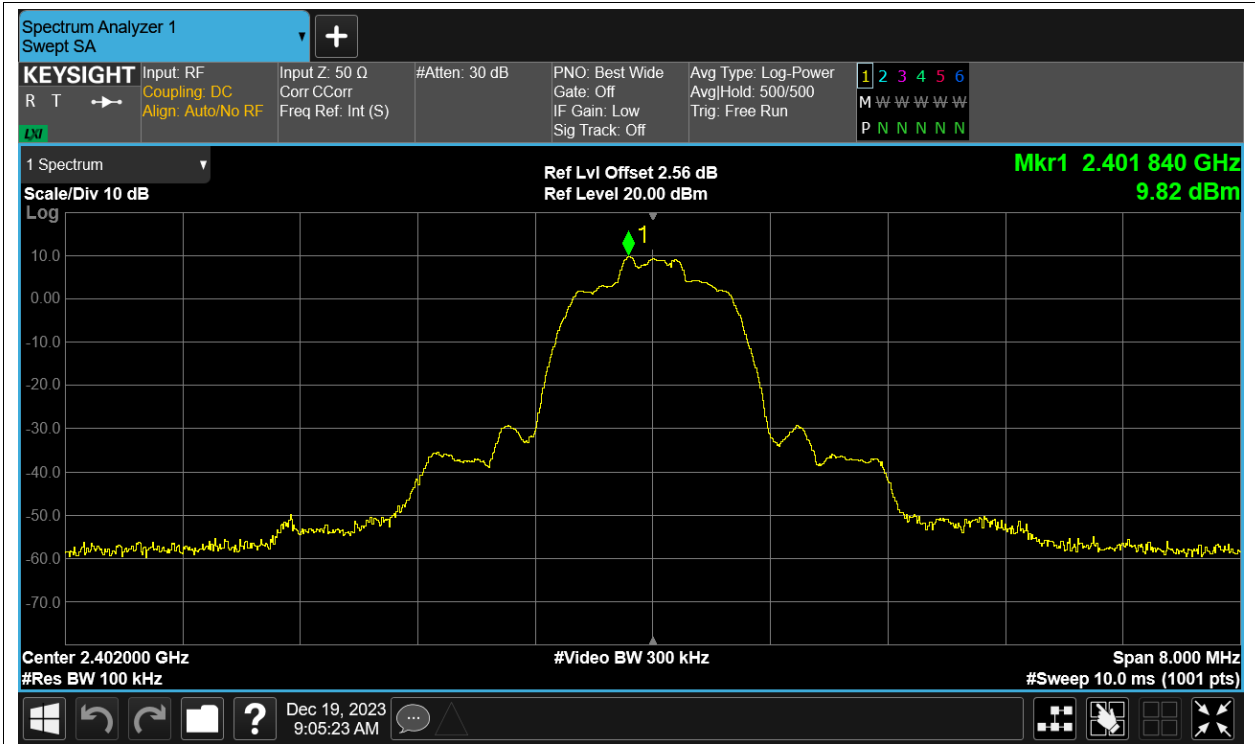 Spectrum Analyzer 1
Swept SA
KEYSIGHT
R T
LXI
Input: RF
Coupling: DC
Align: Auto/No RF
Input Z: 50 Ω
Corr CCorr
Freq Ref: Int (S)
#Atten: 30 dB
PNO: Best Wide
Gate: Off
IF Gain: Low
Sig Track: Off
Avg Type: Log-Power
Avg|Hold: 500/500
Trig: Free Run
1 2 3 4 5 6
M W W W W W
P N N N N N
1 Spectrum
Scale/Div 10 dB
Ref Lvl Offset 2.56 dB
Ref Level 20.00 dBm
Mkr1 2.401 840 GHz
9.82 dBm
Log
1
10.0
0.00
-10.0
-20.0
-30.0
-40.0
-50.0
-60.0
-70.0
Center 2.402000 GHz
#Video BW 300 kHz
Span 8.000 MHz
#Res BW 100 kHz
#Sweep 10.0 ms (1001 pts)
?
Dec 19, 2023
9:05:23 AM